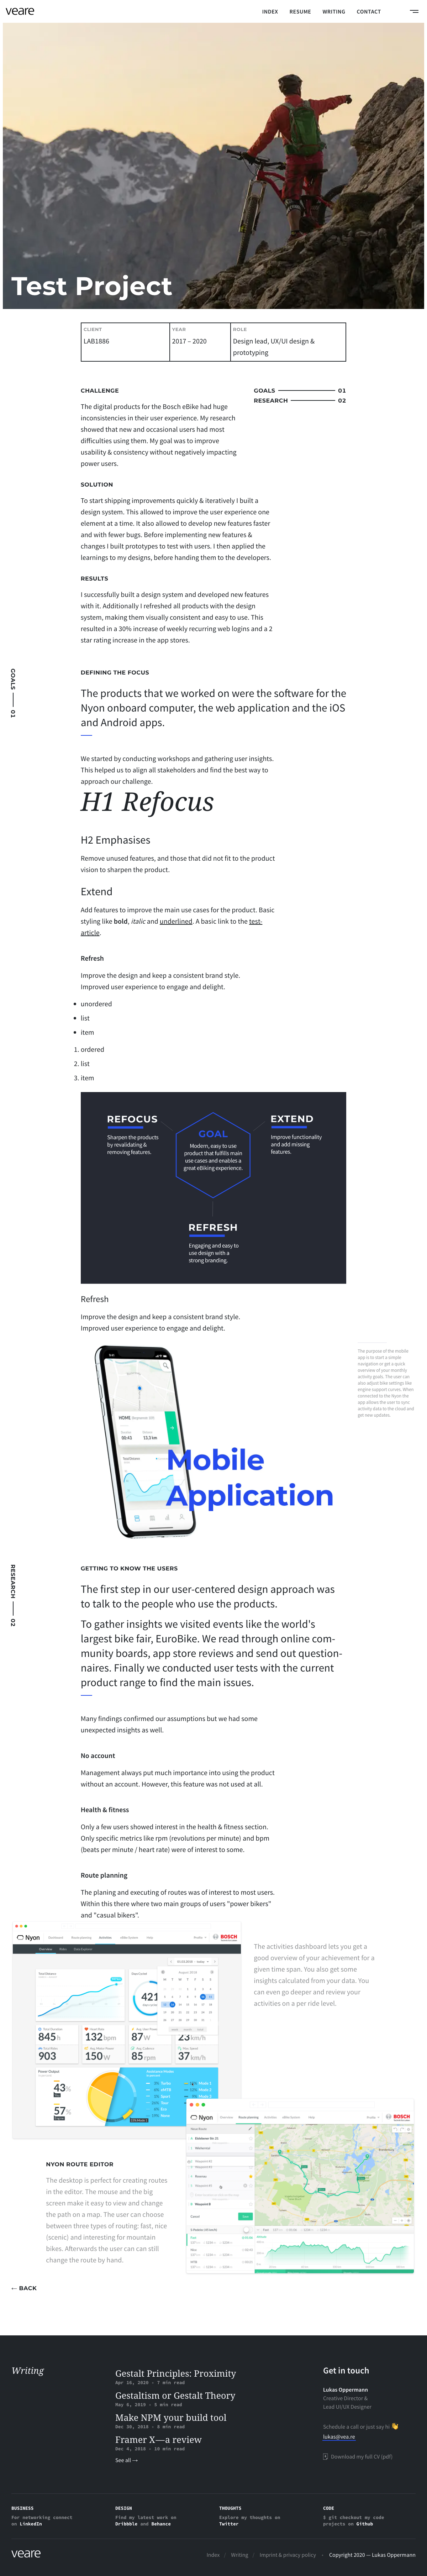 veare
INDEX RESUME WRITING CONTACT
Test Project
CLIENT
LAB1886
YEAR
2017 – 2020
ROLE
Design lead, UX/UI design &
prototyping
CHALLENGE
The digital products for the Bosch eBike had huge
inconsistencies in their user experience. My research
showed that new and occasional users had most
difficulties using them. My goal was to improve
usability & consistency without negatively impacting
power users.
GOALS 01
RESEARCH 02
SOLUTION
To start shipping improvements quickly & iteratively I built a
design system. This allowed to improve the user experience one
element at a time. It also allowed to develop new features faster
and with fewer bugs. Before implementing new features &
changes I built prototypes to test with users. I then applied the
learnings to my designs, before handing them to the developers.
RESULTS
I successfully built a design system and developed new features
with it. Additionally I refreshed all products with the design
system, making them visually consistent and easy to use. This
resulted in a 30% increase of weekly recurring web logins and a 2
star rating increase in the app stores.
GOALS 01
DEFINING THE FOCUS
The products that we worked on were the software for the
Nyon onboard computer, the web application and the iOS
and Android apps.
We started by conducting workshops and gathering user insights.
This helped us to align all stakeholders and find the best way to
approach our challenge.
H1 Refocus
H2 Emphasises
Remove unused features, and those that did not fit to the product
vision to sharpen the product.
Extend
Add features to improve the main use cases for the product. Basic
styling like bold, italic and underlined. A basic link to the test-
article.
Refresh
Improve the design and keep a consistent brand style.
Improved user experience to engage and delight.
• unordered
• list
• item
1. ordered
2. list
3. item
REFOCUS
Sharpen the products
by revalidating &
removing features.
GOAL
Modern, easy to use
product that fulfills main
use cases and enables a
great eBiking experience.
EXTEND
Improve functionality
and add missing
features.
REFRESH
Engaging and easy to
use design with a
strong branding.
Refresh
Improve the design and keep a consistent brand style.
Improved user experience to engage and delight.
The purpose of the mobile
app is to start a simple
navigation or get a quick
overview of your monthly
activity goals. The user can
also adjust bike settings like
engine support curves. When
connected to the Nyon the
app allows the user to sync
activity data to the cloud and
get new updates.
HOME
Mobile
Application
RESEARCH 02
GETTING TO KNOW THE USERS
The first step in our user-centered design approach was
to talk to the people who use the products.
To gather insights we visited events like the world's
largest bike fair, EuroBike. We read through online com-
munity boards, app store reviews and send out question-
naires. Finally we conducted user tests with the current
product range to find the main issues.
Many findings confirmed our assumptions but we had some
unexpected insights as well.
No account
Management always put much importance into using the product
without an account. However, this feature was not used at all.
Health & fitness
Only a few users showed interest in the health & fitness section.
Only specific metrics like rpm (revolutions per minute) and bpm
(beats per minute / heart rate) were of interest to some.
Route planning
The planing and executing of routes was of interest to most users.
Within this there where two main groups of users "power bikers"
and "casual bikers".
Nyon
BOSCH
421
845h 132bpm 87W 23km/h
903 150W 85rpm 37km/h
43%
57%
The activities dashboard lets you get a
good overview of your achievement for a
given time span. You also get some
insights calculated from your data. You
can even go deeper and review your
activities on a per ride level.
Nyon
BOSCH
NYON ROUTE EDITOR
The desktop is perfect for creating routes
in the editor. The mouse and the big
screen make it easy to view and change
the path on a map. The user can choose
between three types of routing: fast, nice
(scenic) and interesting for mountain
bikes. Afterwards the user can still
change the route by hand.
← BACK
Writing
Gestalt Principles: Proximity
Apr 16, 2020 · 7 min read
Gestaltism or Gestalt Theory
Make NPM your build tool
Framer X—a review
See all →
Get in touch
Lukas Oppermann
Creative Director &
Lead UI/UX Designer
Schedule a call or just say hi 👋
lukas@vea.re
Download my full CV (pdf)
BUSINESS
For networking connect
on LinkedIn
DESIGN
Find my latest work on
Dribbble and Behance
THOUGHTS
Explore my thoughts on
Twitter
CODE
$ git checkout my code
projects on Github
veare
Index / Writing / Imprint & privacy policy - Copyright 2020 — Lukas Oppermann